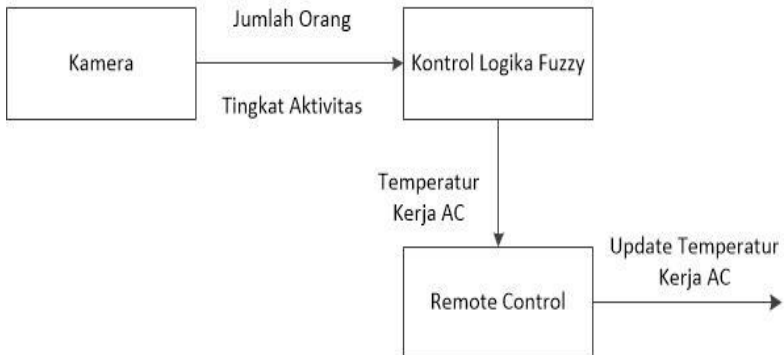 Jumlah Orang
Kamera
Kontrol Logika Fuzzy
Tingkat Aktivitas
Temperatur
Kerja AC
Update Temperatur
Kerja AC
Remote Control